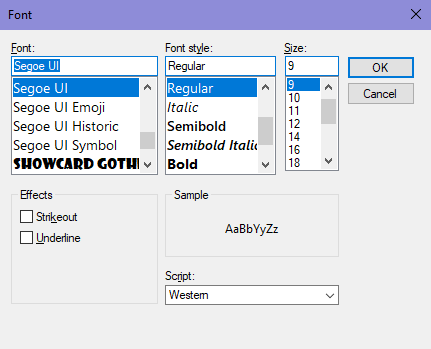 Font
Font:
Font style:
Size:
Segoe UI
Regular
9
OK
Segoe UI
Segoe UI Emoji
Segoe UI Historic
Segoe UI Symbol
Regular
Italic
Semibold
Semibold Italic
Bold
9
10
11
12
14
16
18
Cancel
Effects
Strikeout
Underline
Sample
AaBbYyZz
Script:
Western